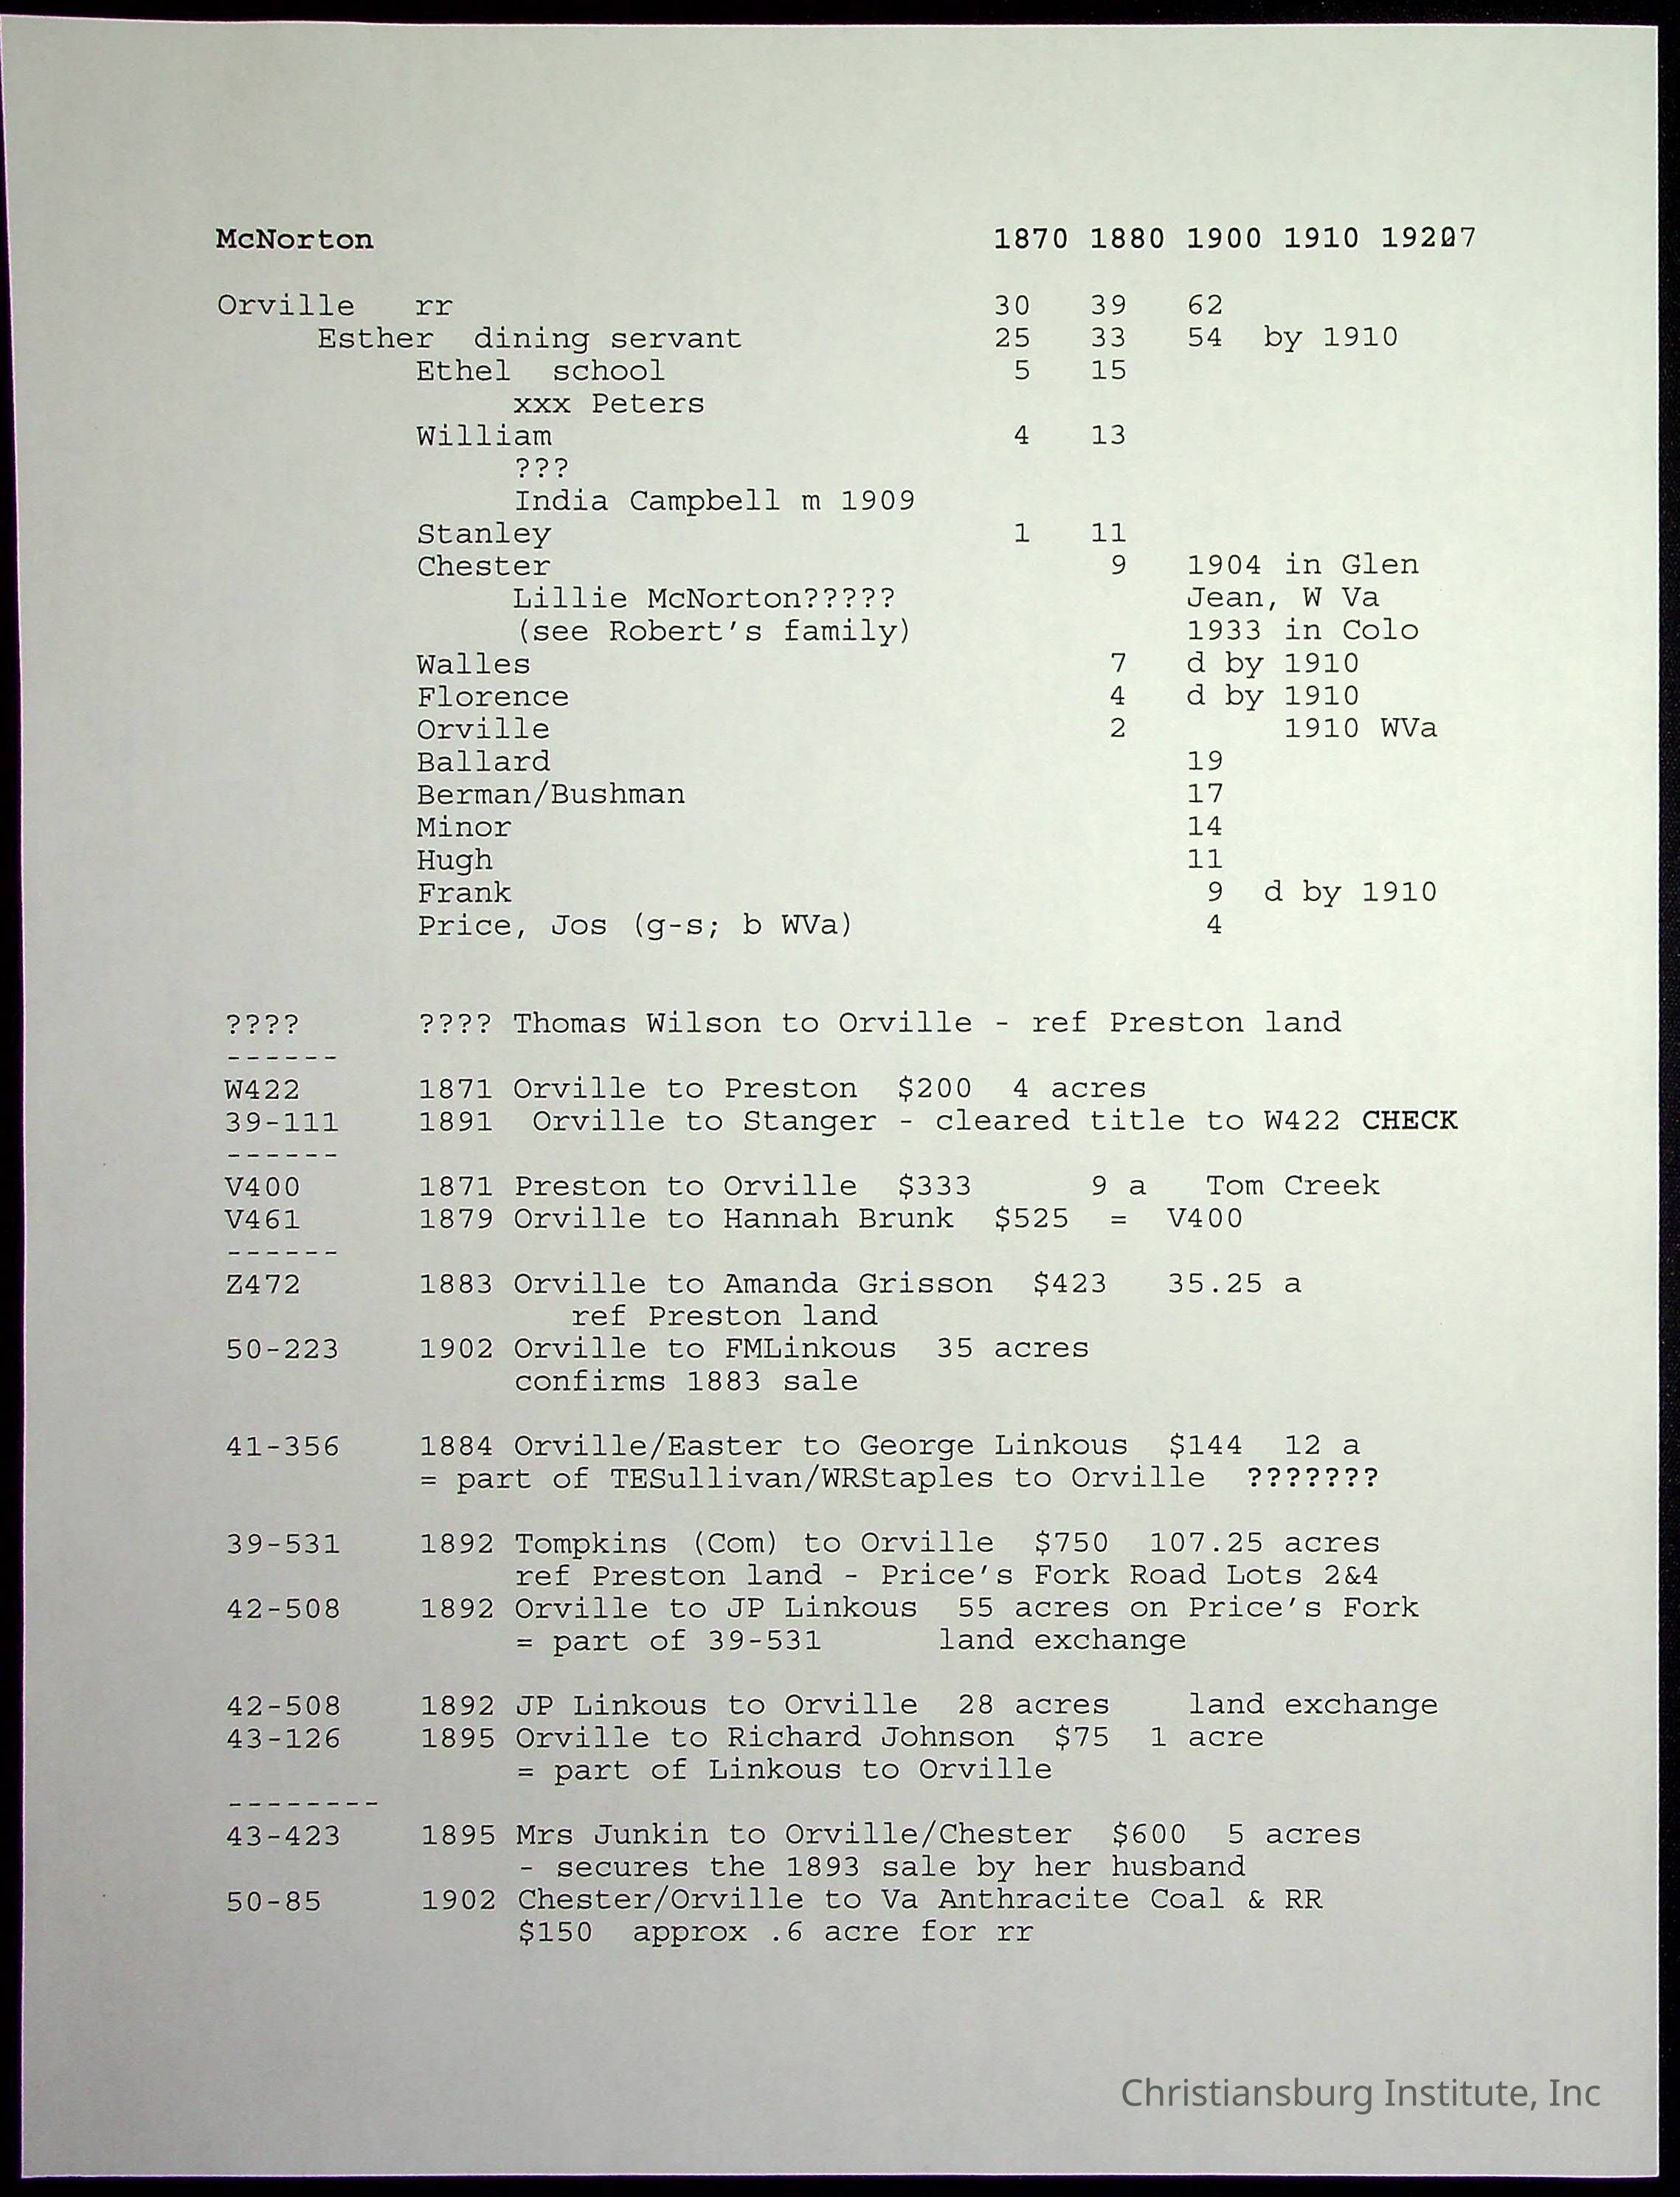 McNorton 1870 1880 1900 1910 19207
Orville rr 30 39 62
Esther dining servant 25 33 54 by 1910
Ethel school 5 15
xxx Peters
William 4 13
???
India Campbell m 1909
Stanley 1 11
Chester 9 1904 in Glen
Lillie McNorton????? Jean, W Va
(see Robert's family) 1933 in Colo
Walles 7 d by 1910
Florence 4 d by 1910
Orville 2 1910 WVa
Ballard 19
Berman/Bushman 17
Minor 14
Hugh 11
Frank 9 d by 1910
Price, Jos (g-s; b WVa) 4
???? ???? Thomas Wilson to Orville - ref Preston land
------
W422 1871 Orville to Preston $200 4 acres
39-111 1891 Orville to Stanger - cleared title to W422 CHECK
------
V400 1871 Preston to Orville $333 9 a Tom Creek
V461 1879 Orville to Hannah Brunk $525 = V400
------
Z472 1883 Orville to Amanda Grisson $423 35.25 a
ref Preston land
50-223 1902 Orville to FMLinkous 35 acres
confirms 1883 sale
41-356 1884 Orville/Easter to George Linkous $144 12 a
= part of TESullivan/WRStaples to Orville ???????
39-531 1892 Tompkins (Com) to Orville $750 107.25 acres
ref Preston land - Price's Fork Road Lots 2&4
42-508 1892 Orville to JP Linkous 55 acres on Price's Fork
= part of 39-531 land exchange
42-508 1892 JP Linkous to Orville 28 acres land exchange
43-126 1895 Orville to Richard Johnson $75 1 acre
= part of Linkous to Orville
--------
43-423 1895 Mrs Junkin to Orville/Chester $600 5 acres
- secures the 1893 sale by her husband
50-85 1902 Chester/Orville to Va Anthracite Coal & RR
$150 approx .6 acre for rr
Christiansburg Institute, Inc